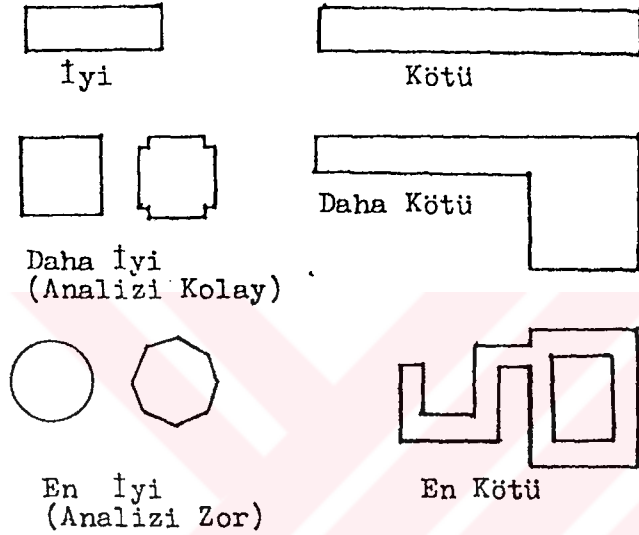 İyi
Kötü
Daha İyi
(Analizi Kolay)
Daha Kötü
En İyi
(Analizi Zor)
En Kötü